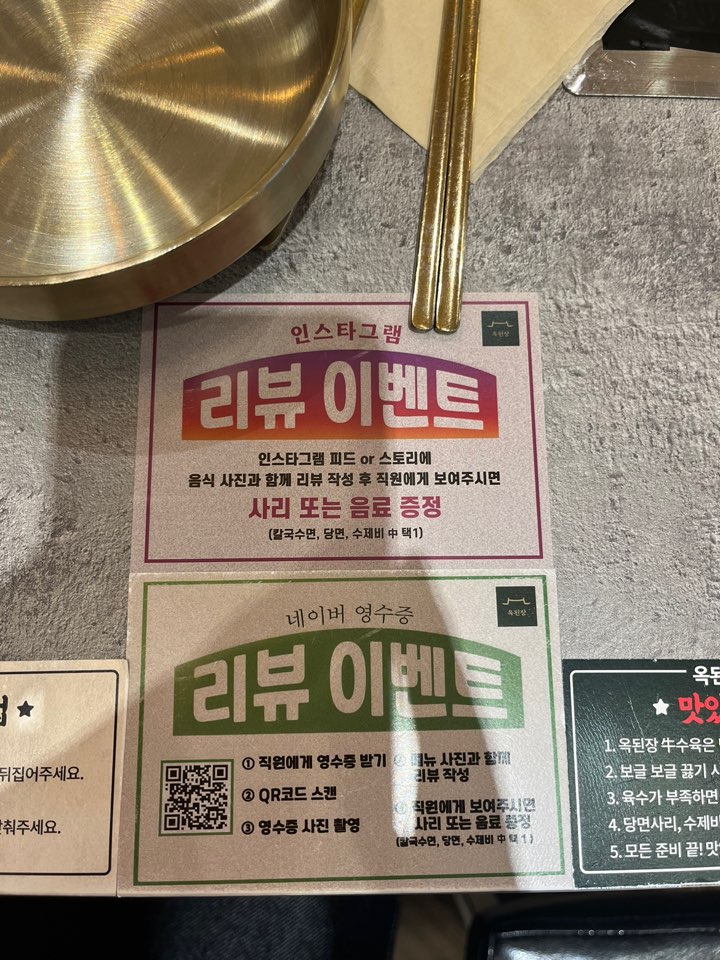 인스타그램
옥된장
리뷰 이벤트
인스타그램 피드 or 스토리에
음식 사진과 함께 리뷰 작성 후 직원에게 보여주시면
사리 또는 음료 증정
(칼국수면, 당면, 수제비 中 택1)
네이버 영수증
옥된장
리뷰 이벤트
① 직원에게 영수증 받기
② QR코드 스캔
③ 영수증 사진 촬영
④ 메뉴 사진과 함께
리뷰 작성
⑤ 직원에게 보여주시면
사리 또는 음료 증정
(칼국수면, 당면, 수제비 中 택1)
뒤집어주세요.
춰주세요.
옥된
맛있
1. 옥된장 牛수육은
2. 보글 보글 끓기 시
3. 육수가 부족하면
4. 당면사리, 수제비
5. 모든 준비 끝! 맛